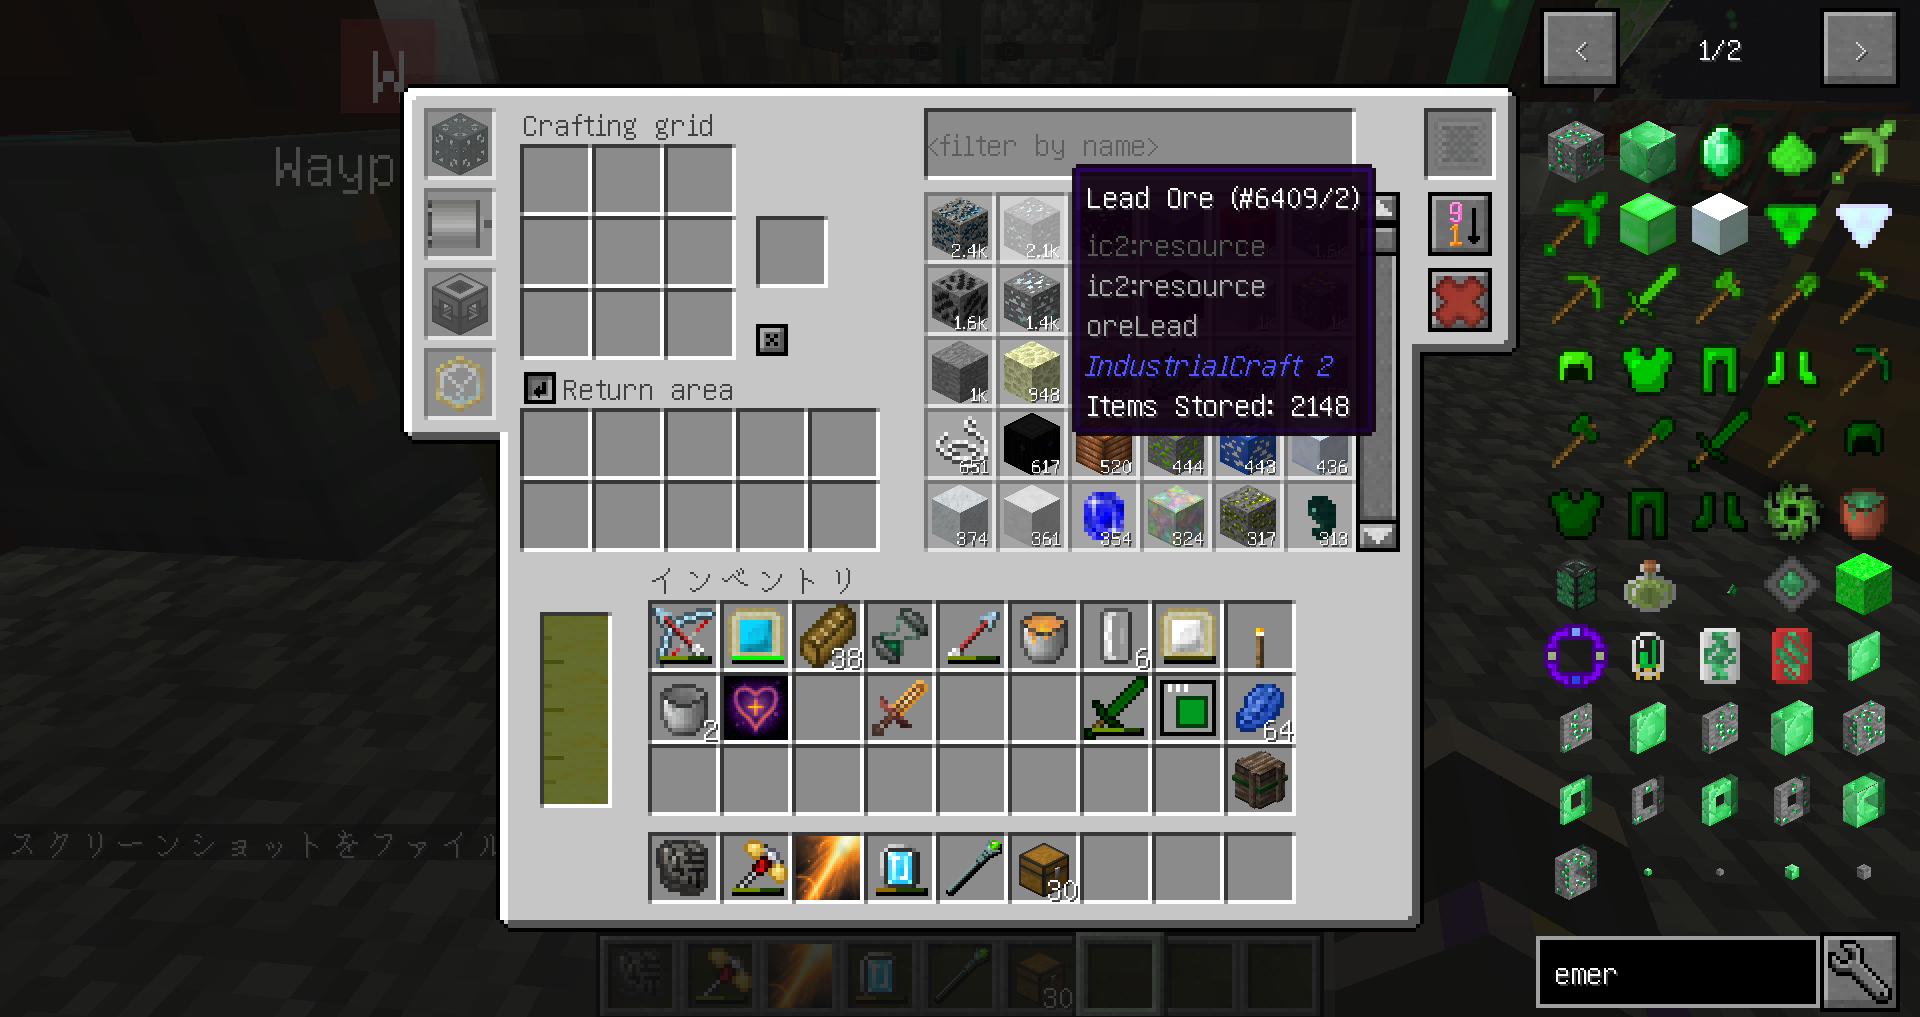 W
Wayp
1/2
Crafting grid
<filter by name>
Lead Ore (#6409/2)
ic2:resource
ic2:resource
oreLead
IndustrialCraft 2
Items Stored: 2148
2.4k
2.1k
1.6k
1.4k
1k
948
651
617
520
444
443
436
374
361
354
324
317
313
9
1
Return area
インベントリ
38
6
2
64
30
スクリーンショットをファイル
30
emer